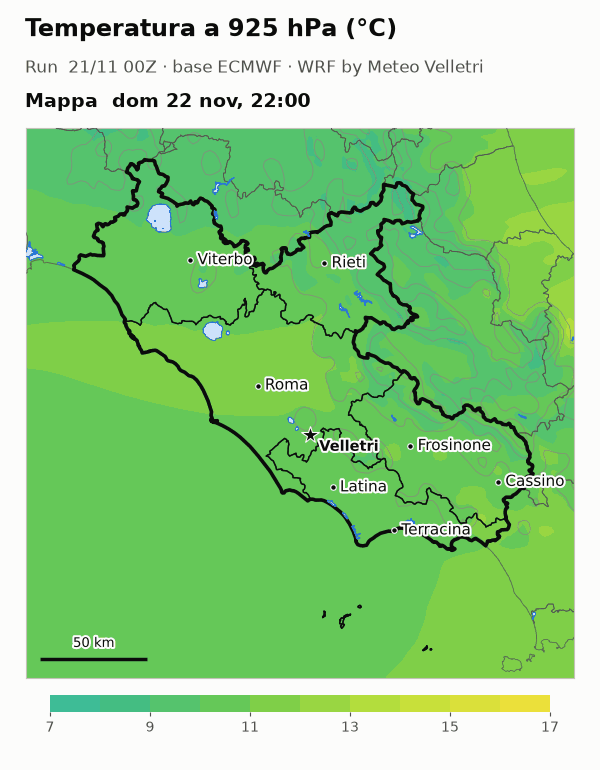 Temperatura a 925 hPa (°C)
Run  21/11 00Z · base ECMWF · WRF by Meteo Velletri
Mappa  dom 22 nov, 22:00
Viterbo
Rieti
Roma
Velletri
Frosinone
Latina
Cassino
Terracina
50 km
7 9 11 13 15 17